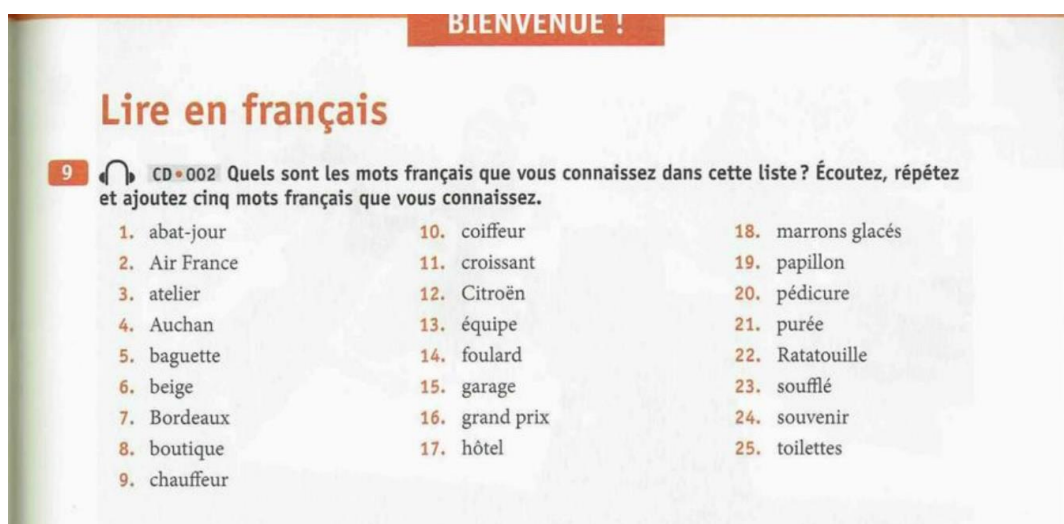 BIENVENUE !
Lire en français
9 CD•002 Quels sont les mots français que vous connaissez dans cette liste ? Écoutez, répétez
et ajoutez cinq mots français que vous connaissez.
1. abat-jour
2. Air France
3. atelier
4. Auchan
5. baguette
6. beige
7. Bordeaux
8. boutique
9. chauffeur
10. coiffeur
11. croissant
12. Citroën
13. équipe
14. foulard
15. garage
16. grand prix
17. hôtel
18. marrons glacés
19. papillon
20. pédicure
21. purée
22. Ratatouille
23. soufflé
24. souvenir
25. toilettes